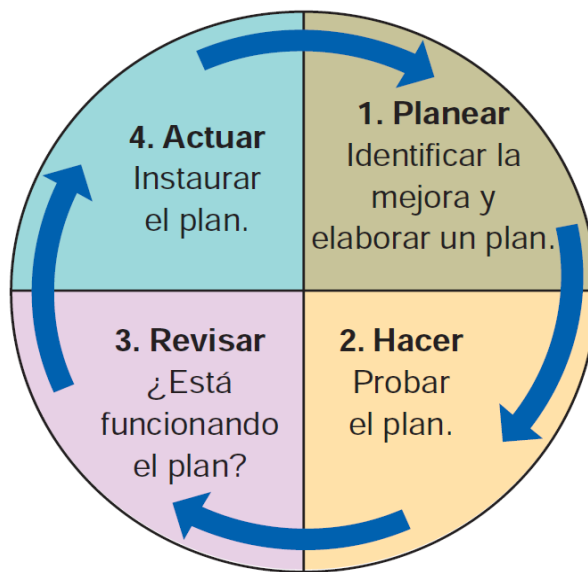 1. Planear
Identificar la
mejora y
elaborar un plan.
2. Hacer
Probar
el plan.
3. Revisar
¿Está
funcionando
el plan?
4. Actuar
Instaurar
el plan.